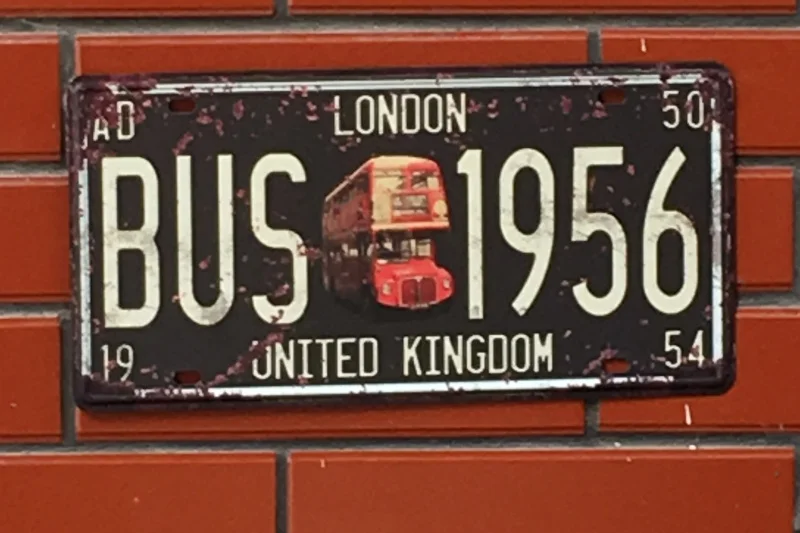 AD LONDON 50
BUS 1956
19 UNITED KINGDOM 54